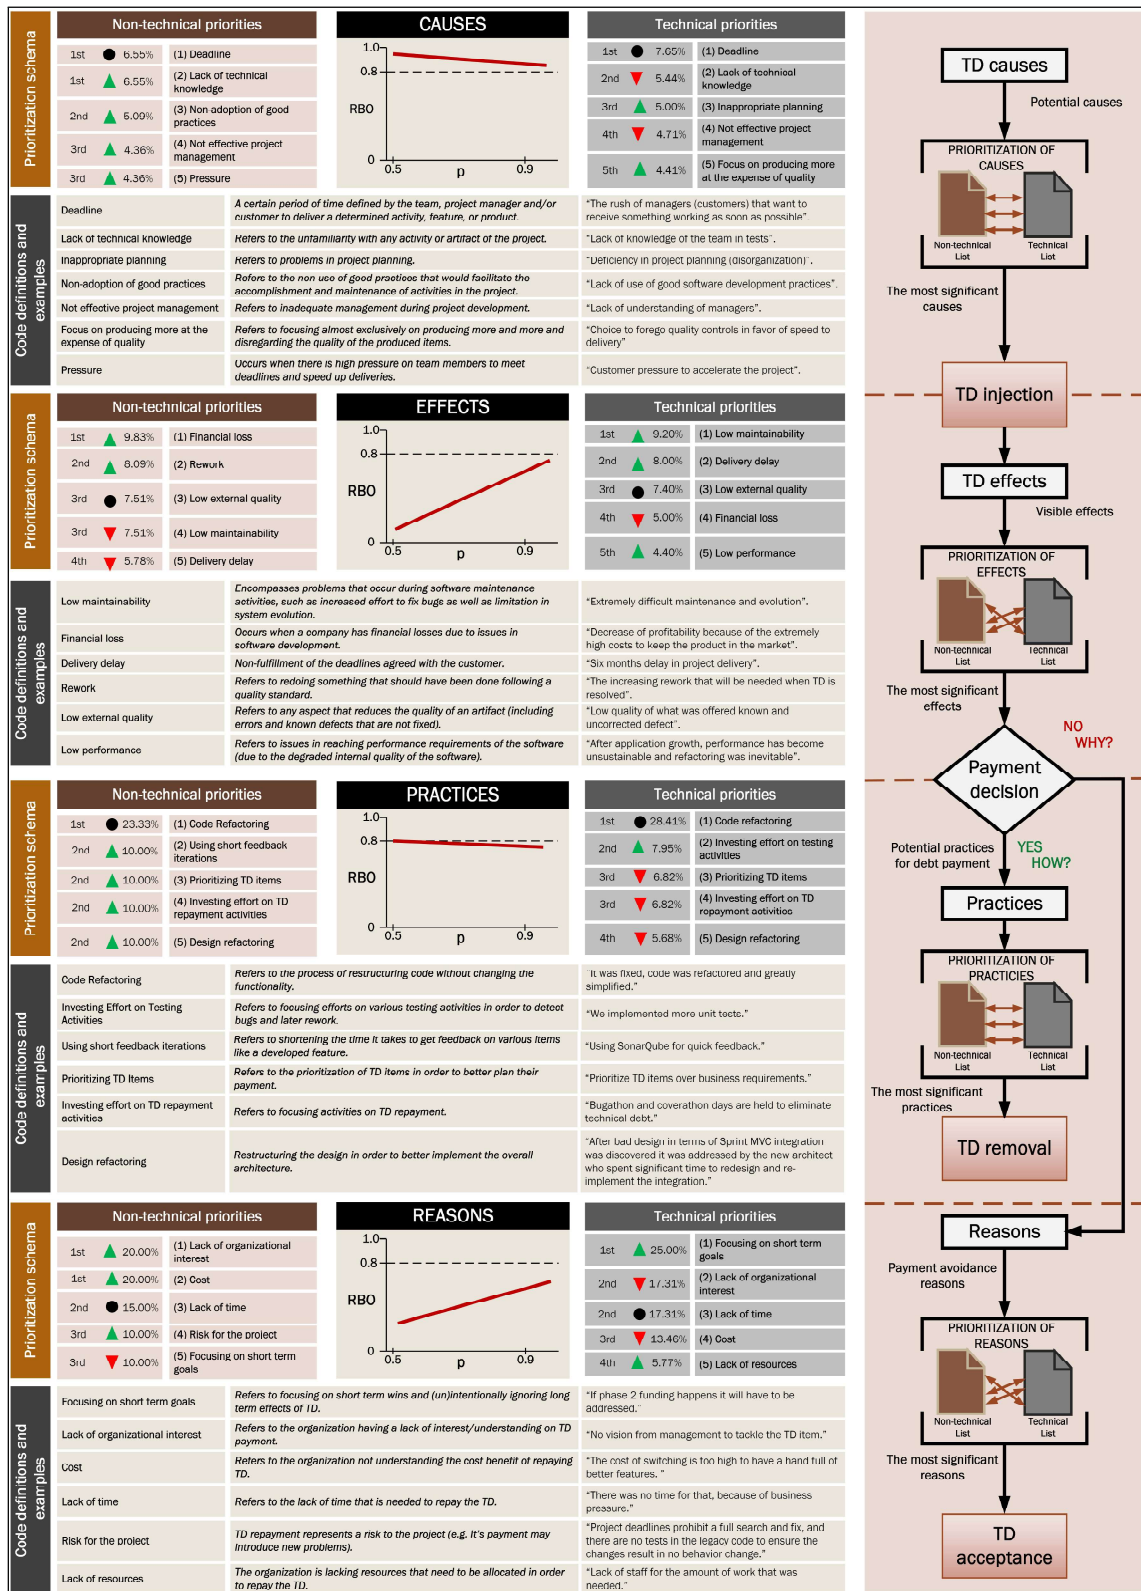 Prioritization schema
Non-technical priorities
1st 6.55% (1) Deadline
1st 6.55% (2) Lack of technical
knowledge
2nd 5.09% (3) Non-adoption of good
practices
3rd 4.36% (4) Not effective project
management
3rd 4.36% (5) Pressure
CAUSES
1.0
0.8
RBO
0
0.5 p 0.9
Technical priorities
1st 7.65% (1) Deadline
2nd 5.44% (2) Lack of technical
knowledge
3rd 5.00% (3) Inappropriate planning
4th 4.71% (4) Not effective project
management
5th 4.41% (5) Focus on producing more
at the expense of quality
Code definitions and
examples
Deadline
A certain period of time defined by the team, project manager and/or
customer to deliver a determined activity, feature, or product.
“The rush of managers (customers) that want to
receive something working as soon as possible”
Lack of technical knowledge
Refers to the unfamiliarity with any activity or artifact of the project.
“Lack of knowledge of the team in tests”.
Inappropriate planning
Refers to problems in project planning.
“Deficiency in project planning (disorganization)”.
Non-adoption of good practices
Refers to the non use of good practices that would facilitate the
accomplishment and maintenance of activities in the project.
“Lack of use of good software development practices”.
Not effective project management
Refers to inadequate management during project development.
“Lack of understanding of managers”.
Focus on producing more at the
expense of quality
Refers to focusing almost exclusively on producing more and more and
disregarding the quality of the produced items.
“Choice to forego quality controls in favor of speed to
delivery”
Pressure
Occurs when there is high pressure on team members to meet
deadlines and speed up deliveries.
“Customer pressure to accelerate the project”.
Prioritization schema
Non-technical priorities
1st 9.83% (1) Financial loss
2nd 8.09% (2) Rework
3rd 7.51% (3) Low external quality
3rd 7.51% (4) Low maintainability
4th 5.78% (5) Delivery delay
EFFECTS
1.0
0.8
RBO
0
0.5 p 0.9
Technical priorities
1st 9.20% (1) Low maintainability
2nd 8.00% (2) Delivery delay
3rd 7.40% (3) Low external quality
4th 5.00% (4) Financial loss
5th 4.40% (5) Low performance
Code definitions and
examples
Low maintainability
Encompasses problems that occur during software maintenance
activities, such as increased effort to fix bugs as well as limitation in
system evolution.
“Extremely difficult maintenance and evolution”.
Financial loss
Occurs when a company has financial losses due to issues in
software development.
“Decrease of profitability because of the extremely
high costs to keep the product in the market”.
Delivery delay
Non-fulfillment of the deadlines agreed with the customer.
“Six months delay in project delivery”.
Rework
Refers to redoing something that should have been done following a
quality standard.
“The increasing rework that will be needed when TD is
resolved”.
Low external quality
Refers to any aspect that reduces the quality of an artifact (including
errors and known defects that are not fixed).
“Low quality of what was offered known and
uncorrected defect”.
Low performance
Refers to issues in reaching performance requirements of the software
(due to the degraded internal quality of the software).
“After application growth, performance has become
unsustainable and refactoring was inevitable”.
Prioritization schema
Non-technical priorities
1st 23.33% (1) Code Refactoring
2nd 10.00% (2) Using short feedback
iterations
2nd 10.00% (3) Prioritizing TD items
2nd 10.00% (4) Investing effort on TD
repayment activities
2nd 10.00% (5) Design refactoring
PRACTICES
1.0
0.8
RBO
0
0.5 p 0.9
Technical priorities
1st 28.41% (1) Code refactoring
2nd 7.95% (2) Investing effort on testing
activities
3rd 6.82% (3) Prioritizing TD items
3rd 6.82% (4) Investing effort on TD
repayment activities
4th 5.68% (5) Design refactoring
Code definitions and
examples
Code Refactoring
Refers to the process of restructuring code without changing the
functionality.
“It was fixed, code was refactored and greatly
simplified.”
Investing Effort on Testing
Activities
Refers to focusing efforts on various testing activities in order to detect
bugs and later rework.
“We implemented more unit tests.”
Using short feedback iterations
Refers to shortening the time it takes to get feedback on various items
like a developed feature.
“Using SonarQube for quick feedback.”
Prioritizing TD Items
Refers to the prioritization of TD items in order to better plan their
payment.
“Prioritize TD items over business requirements.”
Investing effort on TD repayment
activities
Refers to focusing activities on TD repayment.
“Bugathon and coverathon days are held to eliminate
technical debt.”
Design refactoring
Restructuring the design in order to better implement the overall
architecture.
“After bad design in terms of Sprint MVC integration
was discovered it was addressed by the new architect
who spent significant time to redesign and re-
implement the integration.”
Prioritization schema
Non-technical priorities
1st 20.00% (1) Lack of organizational
interest
1st 20.00% (2) Cost
2nd 15.00% (3) Lack of time
3rd 10.00% (4) Risk for the project
3rd 10.00% (5) Focusing on short term
goals
REASONS
1.0
0.8
RBO
0
0.5 p 0.9
Technical priorities
1st 25.00% (1) Focusing on short term
goals
2nd 17.31% (2) Lack of organizational
interest
2nd 17.31% (3) Lack of time
3rd 13.46% (4) Cost
4th 5.77% (5) Lack of resources
Code definitions and
examples
Focusing on short term goals
Refers to focusing on short term wins and (un)intentionally ignoring long
term effects of TD.
“If phase 2 funding happens it will have to be
addressed.”
Lack of organizational interest
Refers to the organization having a lack of interest/understanding on TD
payment.
“No vision from management to tackle the TD item.”
Cost
Refers to the organization not understanding the cost benefit of repaying
TD.
“The cost of switching is too high to have a hand full of
better features. ”
Lack of time
Refers to the lack of time that is needed to repay the TD.
“There was no time for that, because of business
pressure.”
Risk for the project
TD repayment represents a risk to the project (e.g. It's payment may
introduce new problems).
“Project deadlines prohibit a full search and fix, and
there are no tests in the legacy code to ensure the
changes result in no behavior change.”
Lack of resources
The organization is lacking resources that need to be allocated in order
to repay the TD.
“Lack of staff for the amount of work that was
needed.”
TD causes
Potential causes
PRIORITIZATION OF
CAUSES
Non-technical
List
Technical
List
The most significant
causes
TD injection
TD effects
Visible effects
PRIORITIZATION OF
EFFECTS
Non-technical
List
Technical
List
The most significant
effects
NO
WHY?
Payment
decision
Potential practices
for debt payment
YES
HOW?
Practices
PRIORITIZATION OF
PRACTICIES
Non-technical
List
Technical
List
The most significant
practices
TD removal
Reasons
Payment avoidance
reasons
PRIORITIZATION OF
REASONS
Non-technical
List
Technical
List
The most significant
reasons
TD
acceptance